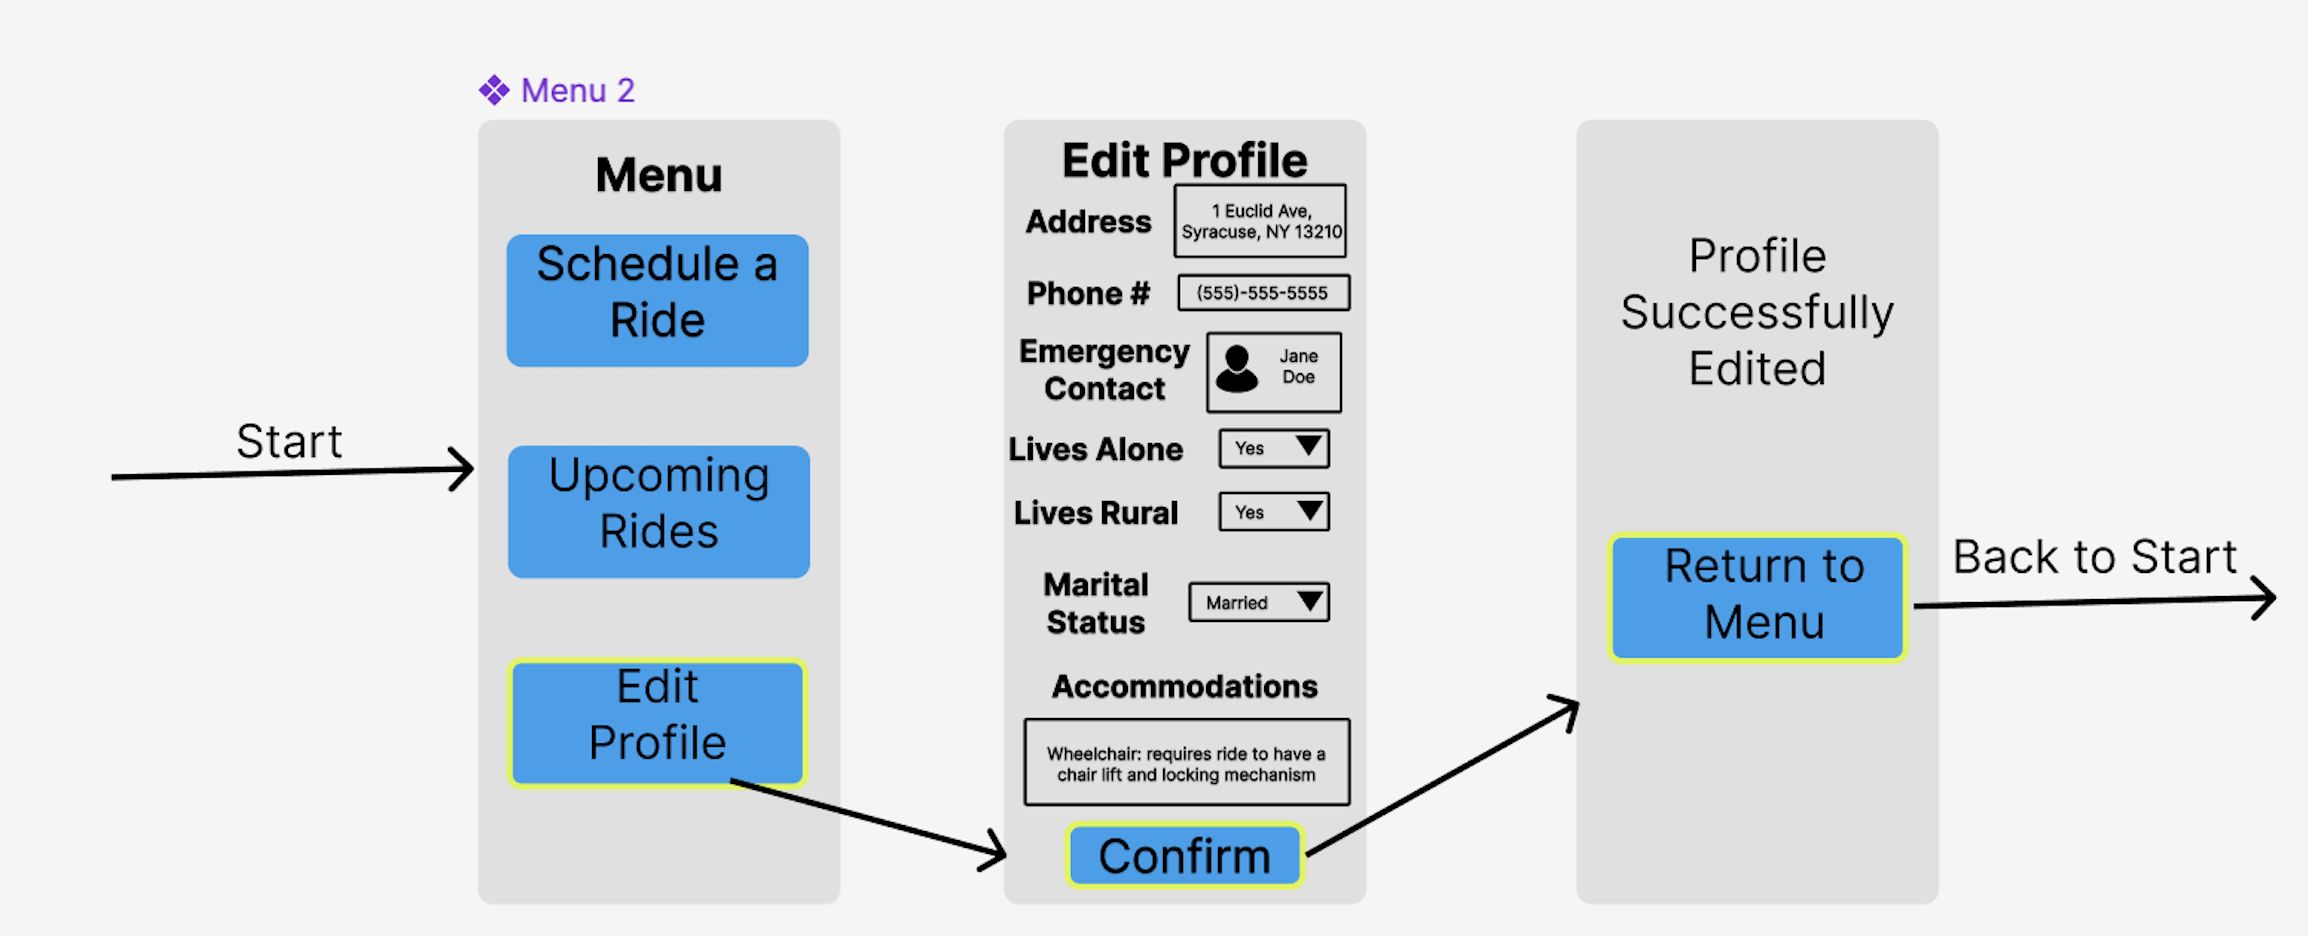 Menu 2
Menu
Schedule a
Ride
Start
Upcoming
Rides
Edit
Profile
Edit Profile
Address
1 Euclid Ave,
Syracuse, NY 13210
Phone #
(555)-555-5555
Emergency
Contact
Jane
Doe
Lives Alone
Yes
Lives Rural
Yes
Marital
Status
Married
Accommodations
Wheelchair: requires ride to have a
chair lift and locking mechanism
Confirm
Profile
Successfully
Edited
Return to
Menu
Back to Start